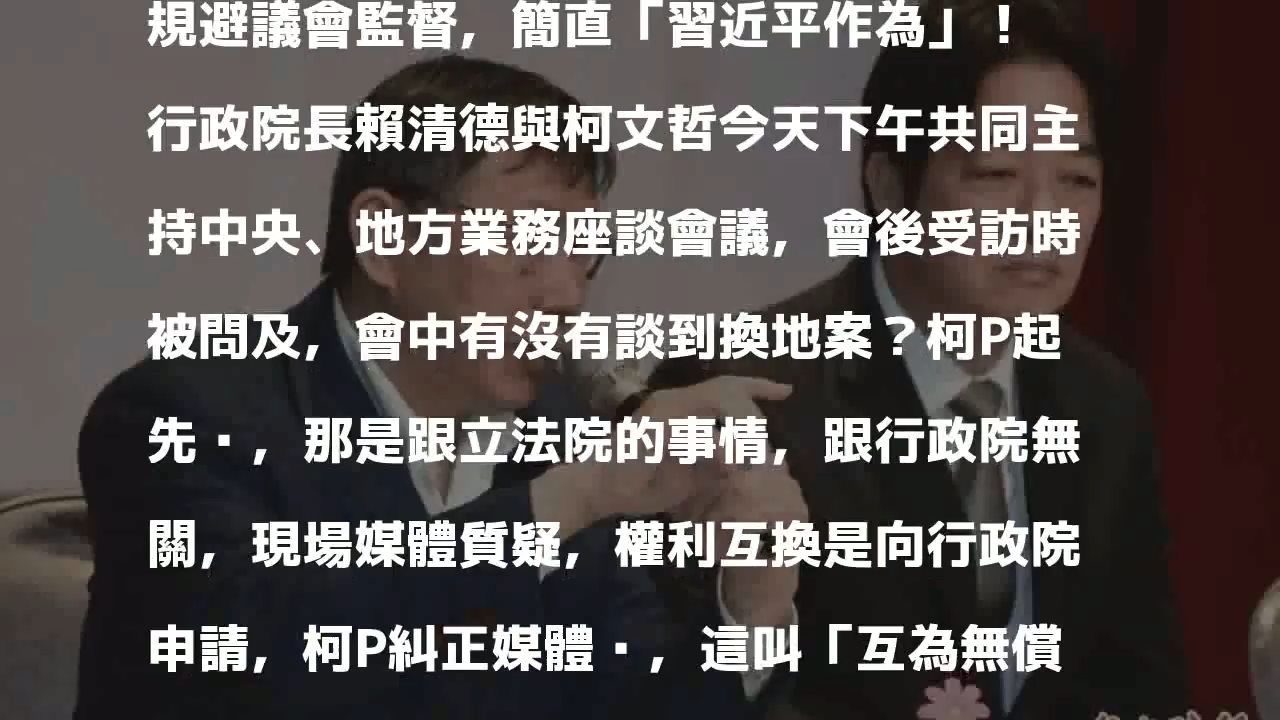 規避議會監督，簡直「習近平作為」！
行政院長賴清德與柯文哲今天下午共同主
持中央、地方業務座談會議，會後受訪時
被問及，會中有沒有談到換地案？柯P起
先▪，那是跟立法院的事情，跟行政院無
關，現場媒體質疑，權利互換是向行政院
申請，柯P糾正媒體▪，這叫「互為無償